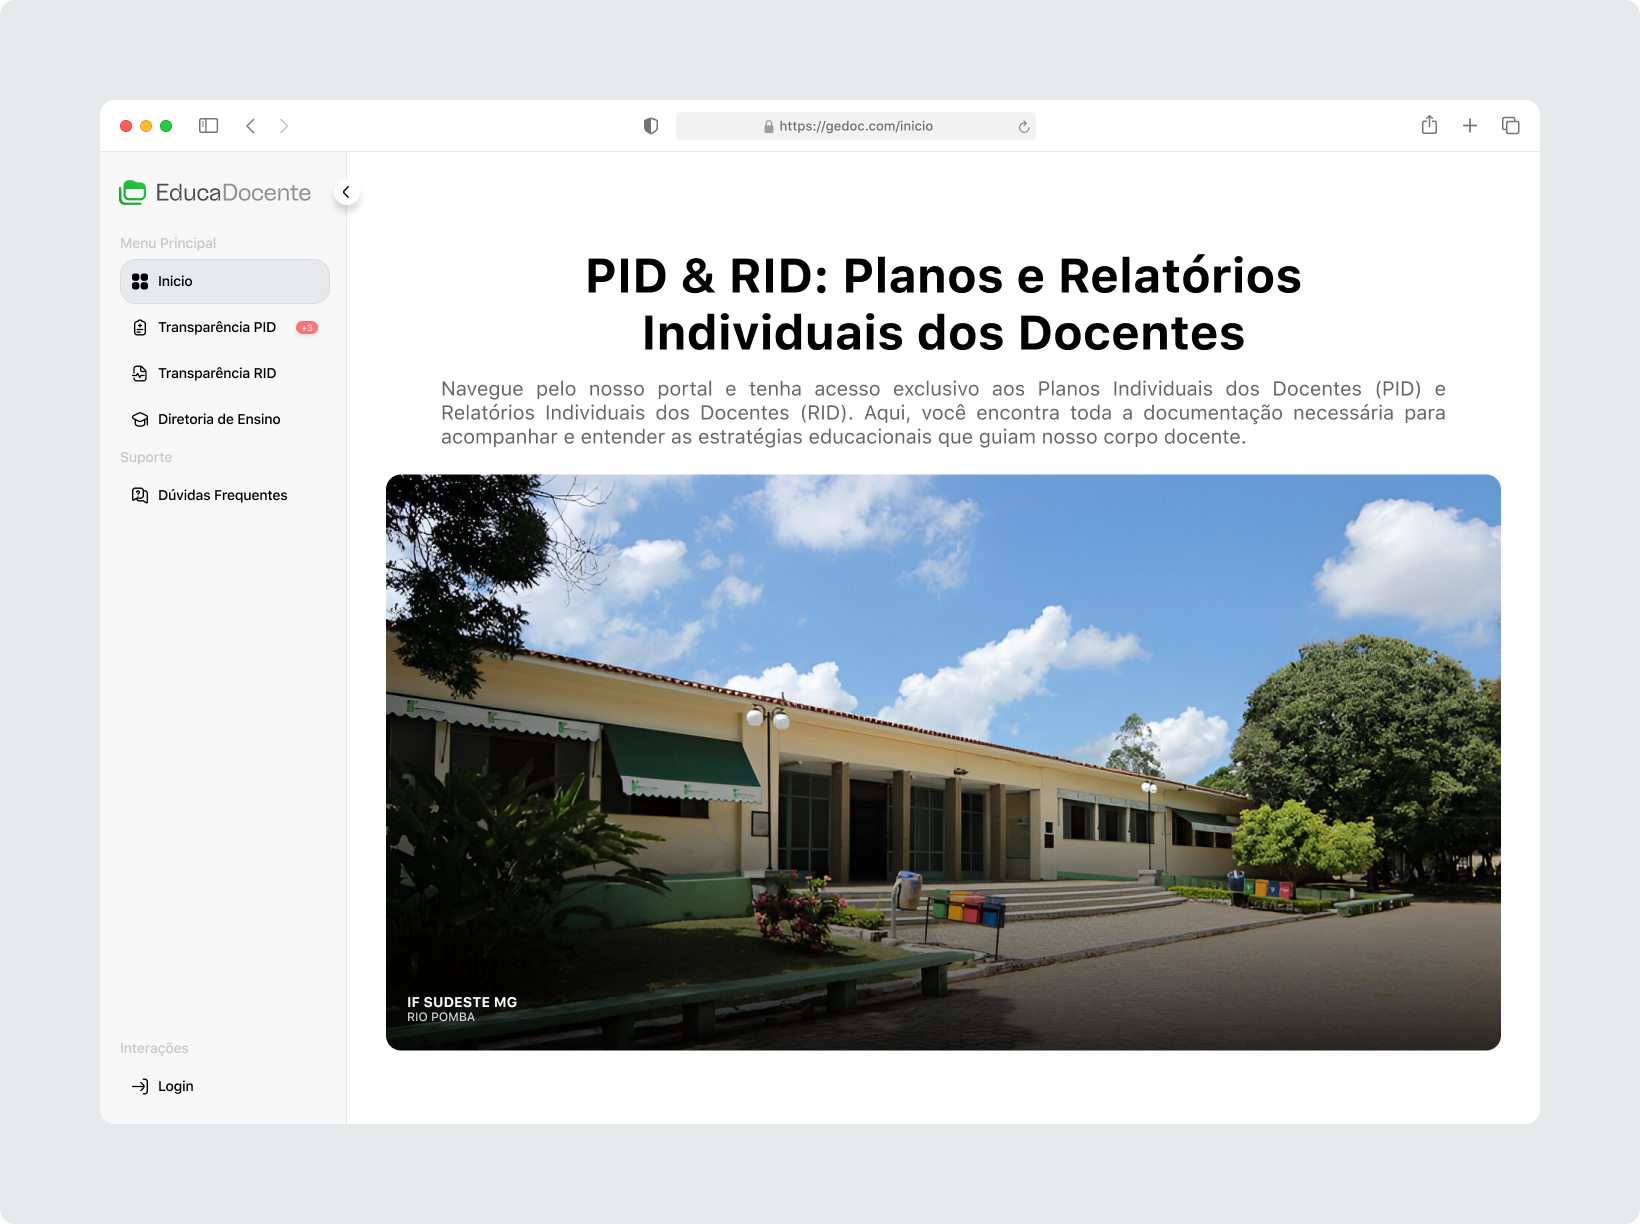 https://gedoc.com/inicio
EducaDocente
Menu Principal
Inicio
Transparência PID +3
Transparência RID
Diretoria de Ensino
Suporte
Dúvidas Frequentes
Interações
Login
PID & RID: Planos e Relatórios
Individuais dos Docentes
Navegue pelo nosso portal e tenha acesso exclusivo aos Planos Individuais dos Docentes (PID) e
Relatórios Individuais dos Docentes (RID). Aqui, você encontra toda a documentação necessária para
acompanhar e entender as estratégias educacionais que guiam nosso corpo docente.
IF SUDESTE MG
RIO POMBA